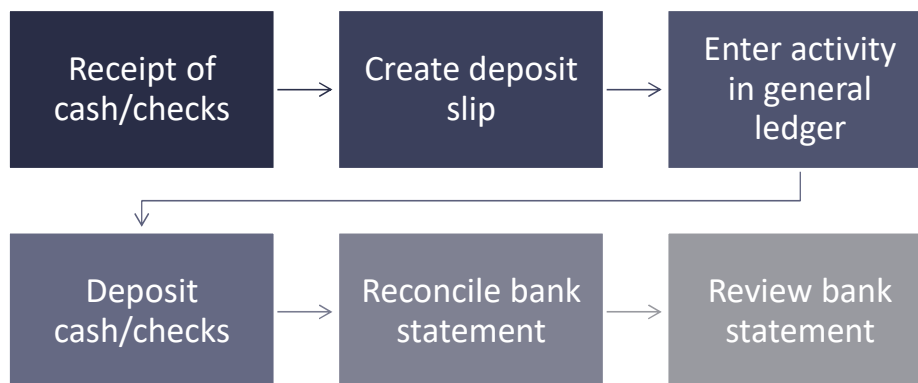 Receipt of
cash/checks
Create deposit
slip
Enter activity
in general
ledger
Deposit
cash/checks
Reconcile bank
statement
Review bank
statement